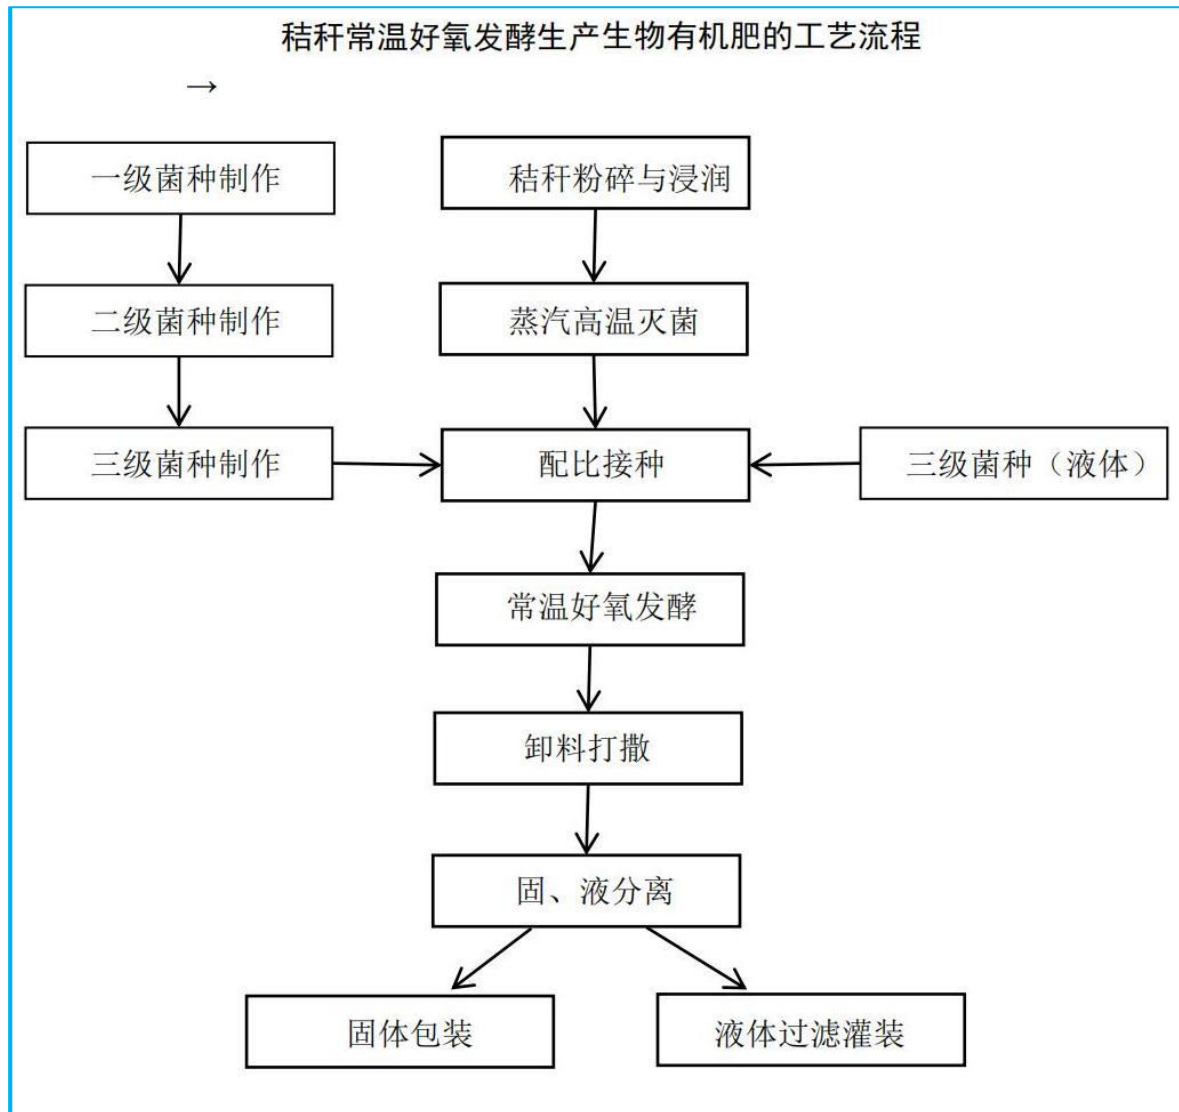 秸秆常温好氧发酵生产生物有机肥的工艺流程
→
一级菌种制作
秸秆粉碎与浸润
二级菌种制作
蒸汽高温灭菌
三级菌种制作
配比接种
三级菌种（液体）
常温好氧发酵
卸料打撒
固、液分离
固体包装
液体过滤灌装